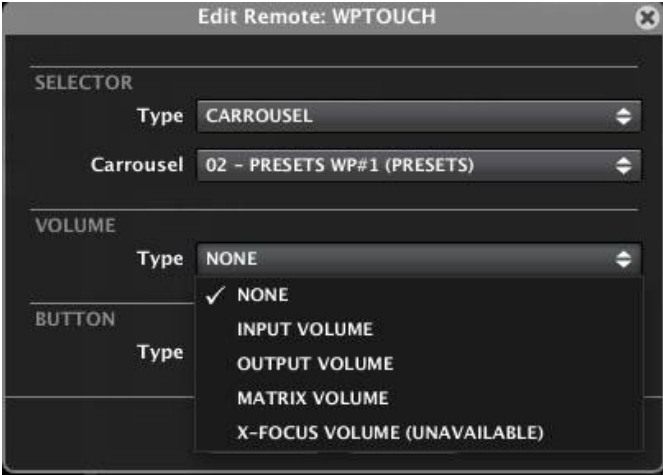 Edit Remote: WPTOUCH
SELECTOR
Type CARROUSEL
Carrousel 02 - PRESETS WP#1 (PRESETS)
VOLUME
Type NONE
✓ NONE
BUTTON
INPUT VOLUME
Type
OUTPUT VOLUME
MATRIX VOLUME
X-FOCUS VOLUME (UNAVAILABLE)